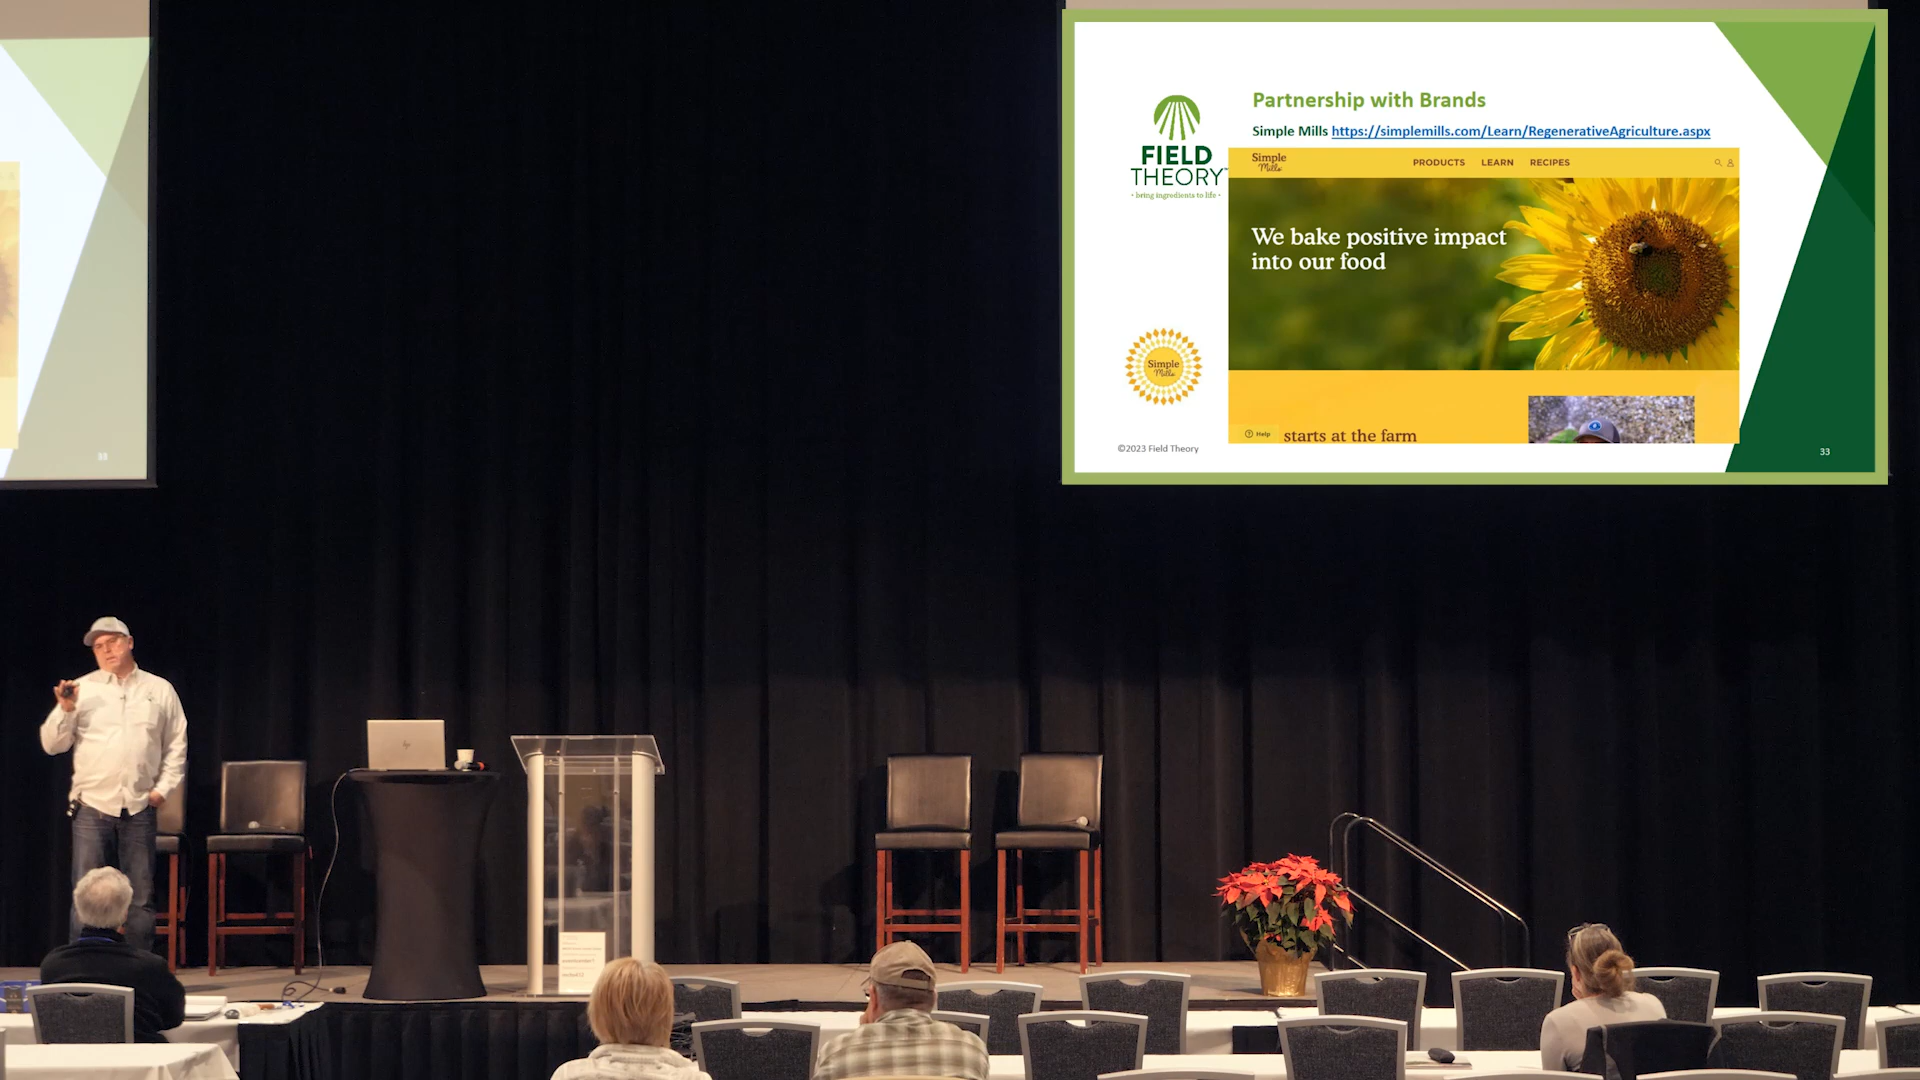 Partnership with Brands
Simple Mills https://simplemills.com/Learn/RegenerativeAgriculture.aspx
FIELD
THEORY
• bring ingredients to life •
Simple
Mills
PRODUCTS LEARN RECIPES
We bake positive impact
into our food
Simple
Mills
Help
starts at the farm
©2023 Field Theory
33
33
hp